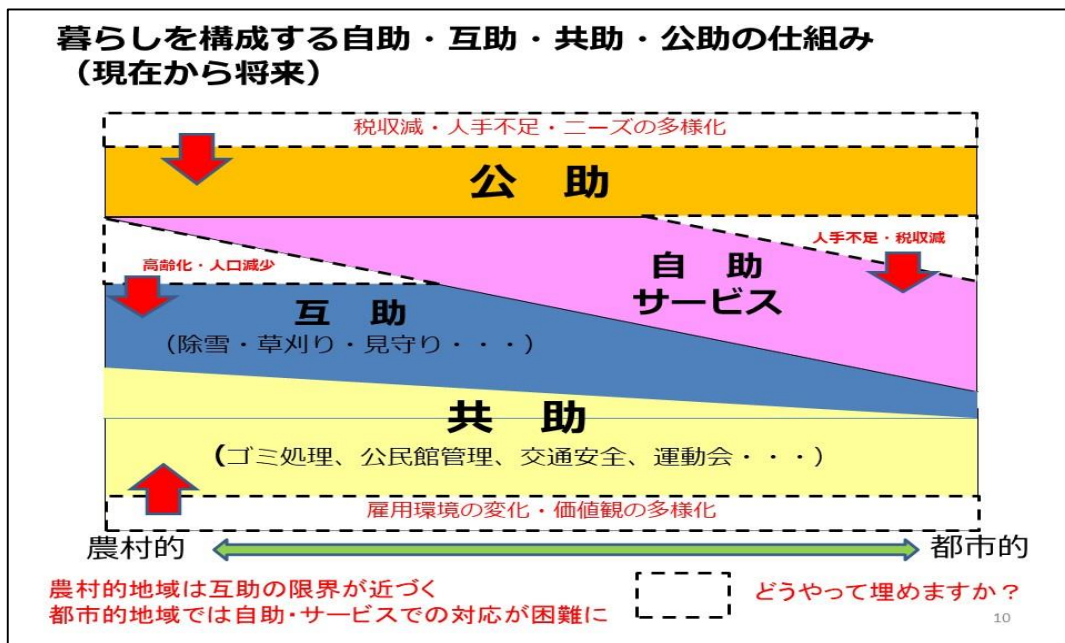 暮らしを構成する自助・互助・共助・公助の仕組み
（現在から将来）
税収減・人手不足・ニーズの多様化
公　助
人手不足・税収減
高齢化・人口減少
自　助
サービス
互　助
（除雪・草刈り・見守り・・・）
共　助
（ゴミ処理、公民館管理、交通安全、運動会・・・）
雇用環境の変化・価値観の多様化
農村的
都市的
農村的地域は互助の限界が近づく
都市的地域では自助・サービスでの対応が困難に
どうやって埋めますか？
10